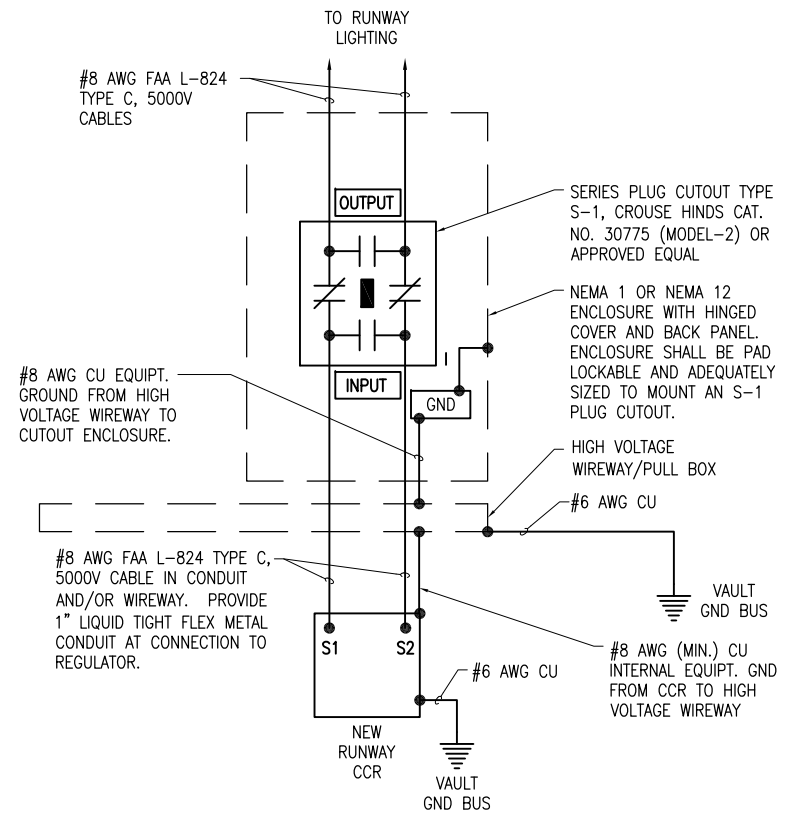 TO RUNWAY
LIGHTING
#8 AWG FAA L-824
TYPE C, 5000V
CABLES
OUTPUT
SERIES PLUG CUTOUT TYPE
S-1, CROUSE HINDS CAT.
NO. 30775 (MODEL-2) OR
APPROVED EQUAL
NEMA 1 OR NEMA 12
ENCLOSURE WITH HINGED
COVER AND BACK PANEL.
ENCLOSURE SHALL BE PAD
LOCKABLE AND ADEQUATELY
SIZED TO MOUNT AN S-1
PLUG CUTOUT.
#8 AWG CU EQUIPT.
GROUND FROM HIGH
VOLTAGE WIREWAY TO
CUTOUT ENCLOSURE.
INPUT
GND
HIGH VOLTAGE
WIREWAY/PULL BOX
#6 AWG CU
#8 AWG FAA L-824 TYPE C,
5000V CABLE IN CONDUIT
AND/OR WIREWAY. PROVIDE
1" LIQUID TIGHT FLEX METAL
CONDUIT AT CONNECTION TO
REGULATOR.
VAULT
GND BUS
S1 S2
#8 AWG (MIN.) CU
INTERNAL EQUIPT. GND
FROM CCR TO HIGH
VOLTAGE WIREWAY
#6 AWG CU
NEW
RUNWAY
CCR
VAULT
GND BUS